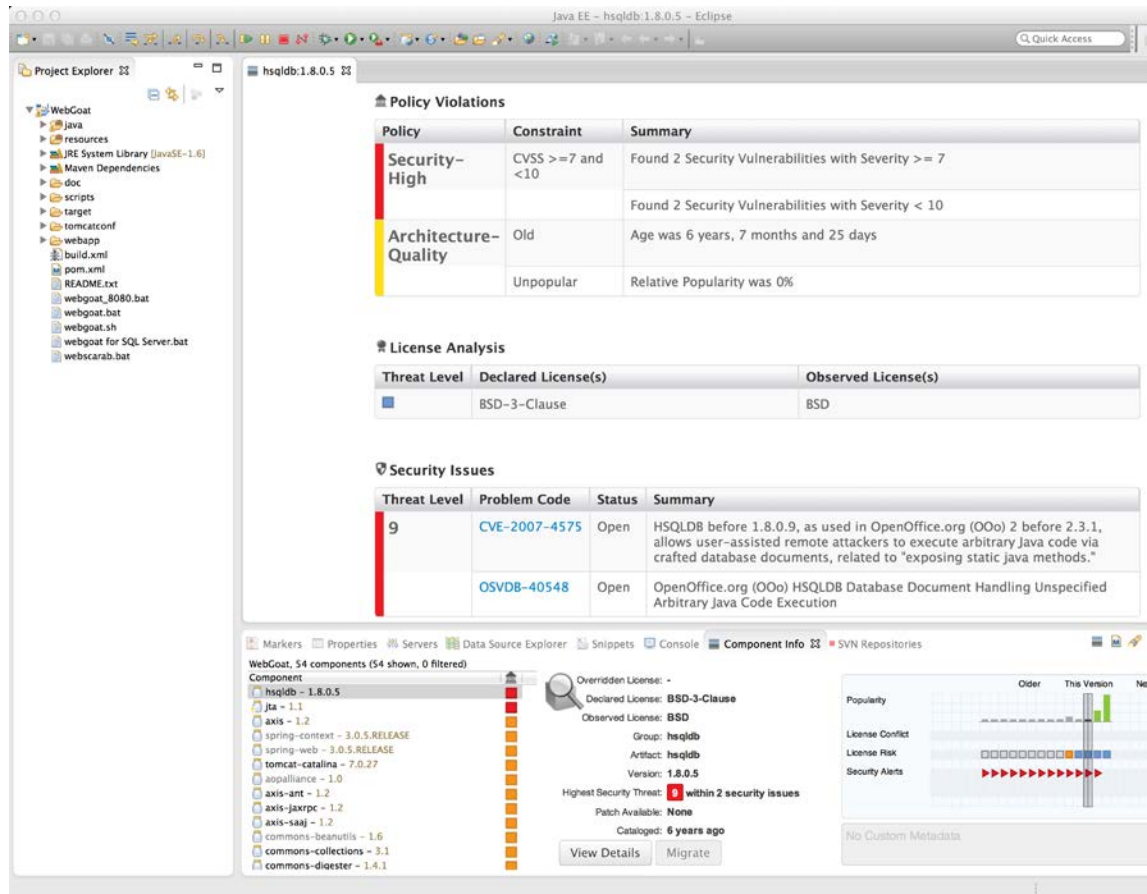 Java EE - hsqldb:1.8.0.5 - Eclipse
Quick Access
Project Explorer
WebGoat
java
resources
JRE System Library [JavaSE-1.6]
Maven Dependencies
doc
scripts
target
tomcatconf
webapp
build.xml
pom.xml
README.txt
webgoat_8080.bat
webgoat.bat
webgoat.sh
webgoat for SQL Server.bat
webscarab.bat
hsqldb:1.8.0.5
Policy Violations
Policy Constraint Summary
Security-High CVSS >=7 and <10 Found 2 Security Vulnerabilities with Severity >= 7
Found 2 Security Vulnerabilities with Severity < 10
Architecture-Quality Old Age was 6 years, 7 months and 25 days
Unpopular Relative Popularity was 0%
License Analysis
Threat Level Declared License(s) Observed License(s)
BSD-3-Clause BSD
Security Issues
Threat Level Problem Code Status Summary
9 CVE-2007-4575 Open HSQLDB before 1.8.0.9, as used in OpenOffice.org (OOo) 2 before 2.3.1,
allows user-assisted remote attackers to execute arbitrary Java code via
crafted database documents, related to "exposing static java methods."
OSVDB-40548 Open OpenOffice.org (OOo) HSQLDB Database Document Handling Unspecified
Arbitrary Java Code Execution
Markers Properties Servers Data Source Explorer Snippets Console Component Info SVN Repositories
WebGoat, 54 components (54 shown, 0 filtered)
Component
hsqldb - 1.8.0.5
jta - 1.1
axis - 1.2
spring-context - 3.0.5.RELEASE
spring-web - 3.0.5.RELEASE
tomcat-catalina - 7.0.27
aopalliance - 1.0
axis-ant - 1.2
axis-jaxrpc - 1.2
axis-saaj - 1.2
commons-beanutils - 1.6
commons-collections - 3.1
commons-digester - 1.4.1
Overridden License: -
Declared License: BSD-3-Clause
Observed License: BSD
Group: hsqldb
Artifact: hsqldb
Version: 1.8.0.5
Highest Security Threat: 9 within 2 security issues
Patch Available: None
Cataloged: 6 years ago
View Details Migrate
Older This Version Ne
Popularity
License Conflict
License Risk
Security Alerts
No Custom Metadata